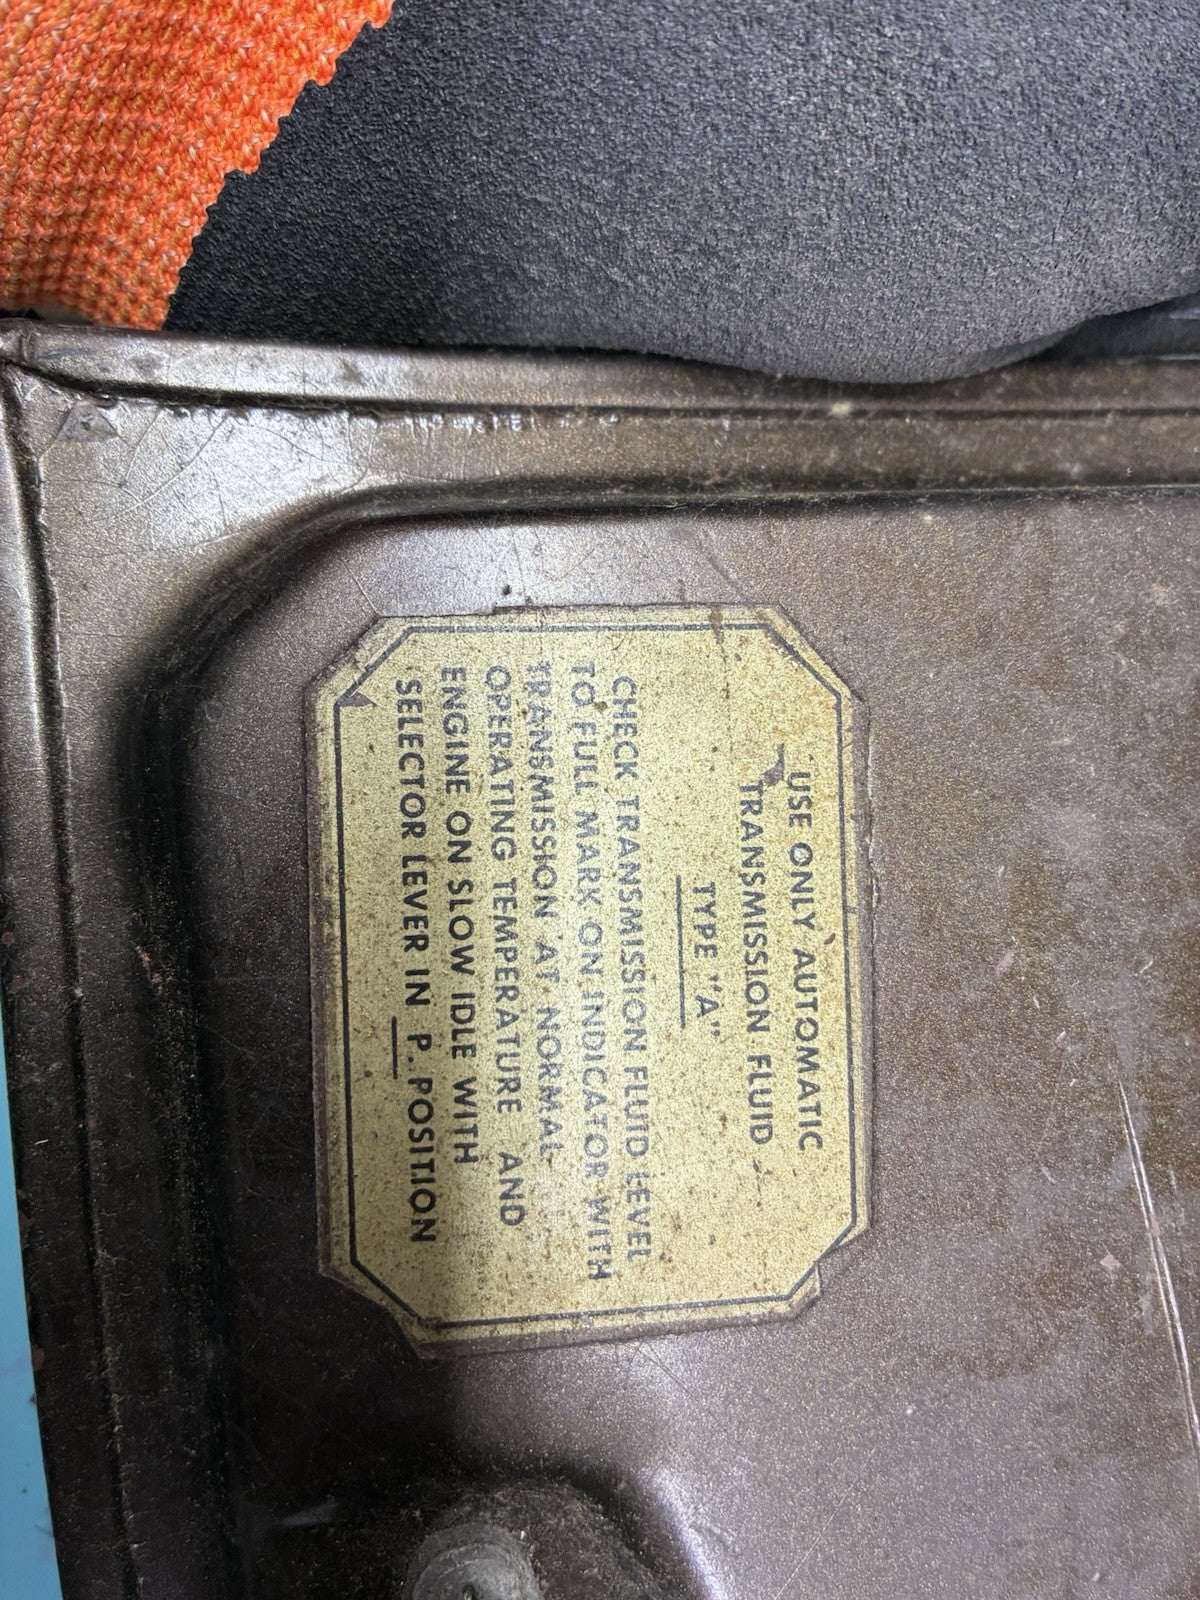 USE ONLY AUTOMATIC
TRANSMISSION FLUID
TYPE "A"
CHECK TRANSMISSION FLUID LEVEL
TO FULL MARK ON INDICATOR WITH
TRANSMISSION AT NORMAL
OPERATING TEMPERATURE AND
ENGINE ON SLOW IDLE WITH
SELECTOR LEVER IN P. POSITION